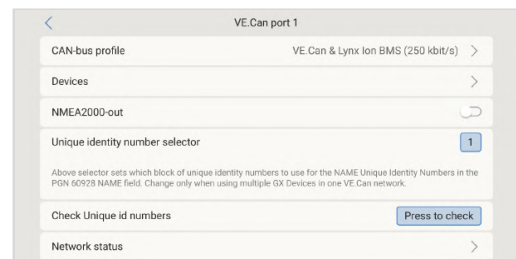 VE.Can port 1
CAN-bus profile VE.Can & Lynx Ion BMS (250 kbit/s)
Devices
NMEA2000-out
Unique identity number selector 1
Above selector sets which block of unique identity numbers to use for the NAME Unique Identity Numbers in the
PGN 60928 NAME field. Change only when using multiple GX Devices in one VE.Can network.
Check Unique id numbers Press to check
Network status